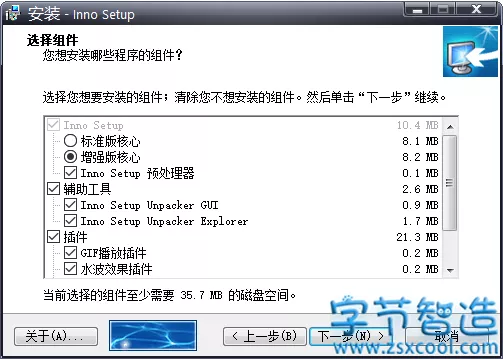 安装 - Inno Setup
选择组件
您想安装哪些程序的组件？
选择您想要安装的组件；清除您不想安装的组件。然后单击“下一步”继续。
Inno Setup 10.4 MB
标准版核心 8.1 MB
增强版核心 8.2 MB
Inno Setup 预处理器 0.1 MB
辅助工具 2.6 MB
Inno Setup Unpacker GUI 0.9 MB
Inno Setup Unpacker Explorer 1.7 MB
插件 21.3 MB
GIF播放插件 0.2 MB
水波效果插件 0.2 MB
当前选择的组件至少需要 35.7 MB 的磁盘空间。
字节智造
关于(A)... < 上一步(B) 下一步(N) > 取消
www.zsxcool.com